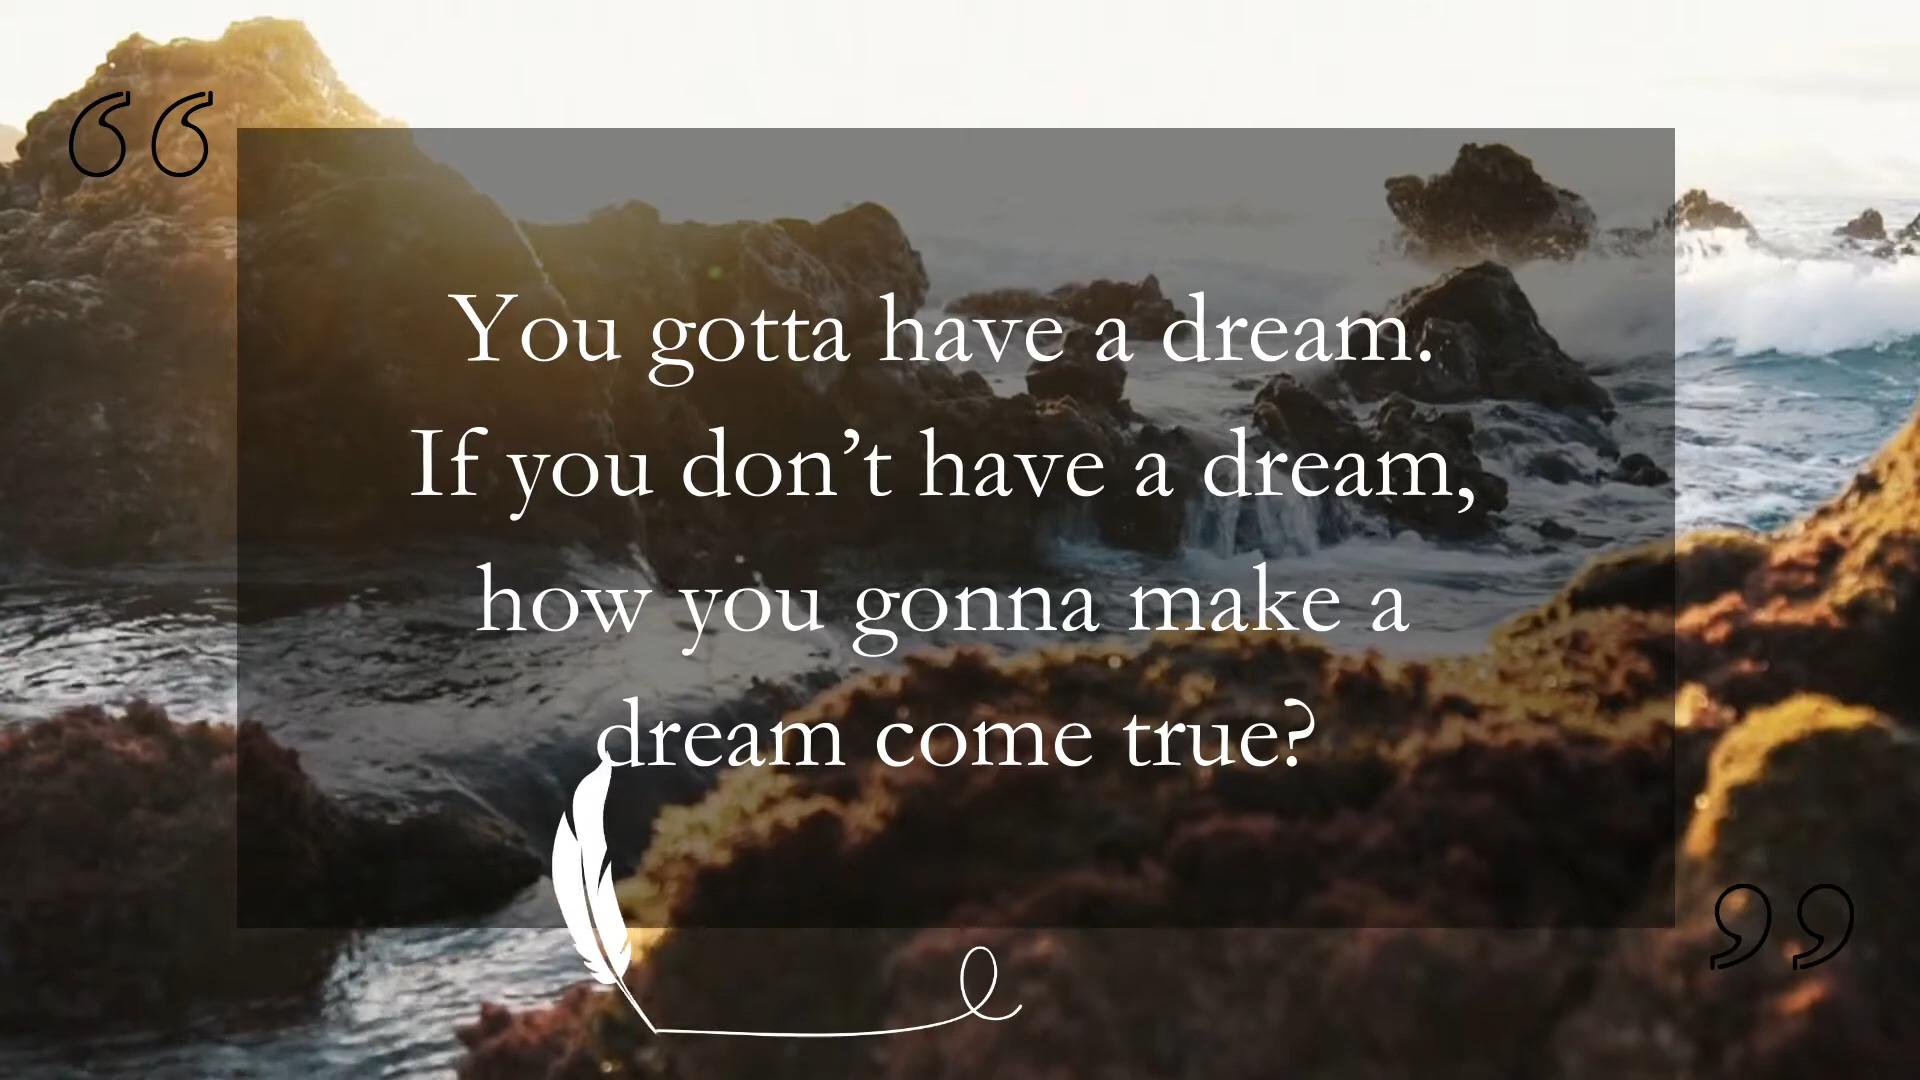 You gotta have a dream.
If you don’t have a dream,
how you gonna make a
dream come true?